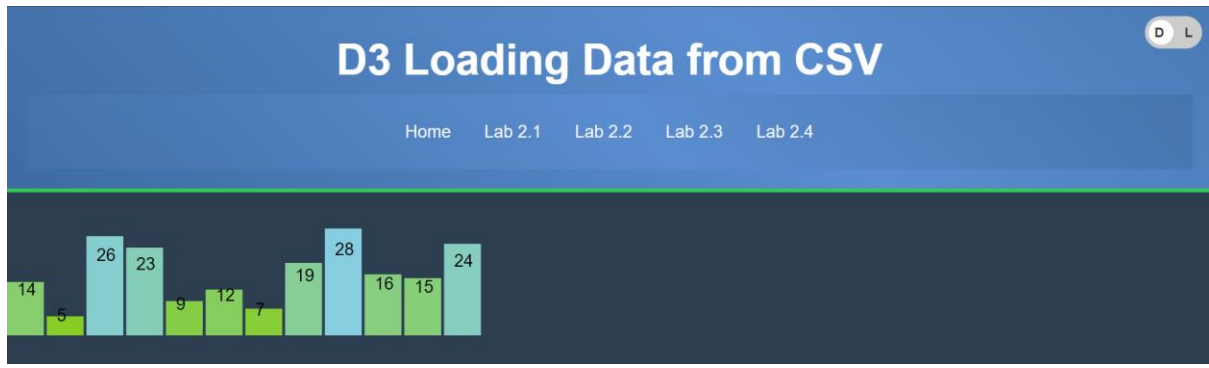 D L
D3 Loading Data from CSV
Home Lab 2.1 Lab 2.2 Lab 2.3 Lab 2.4
14 5 26 23 9 12 7 19 28 16 15 24